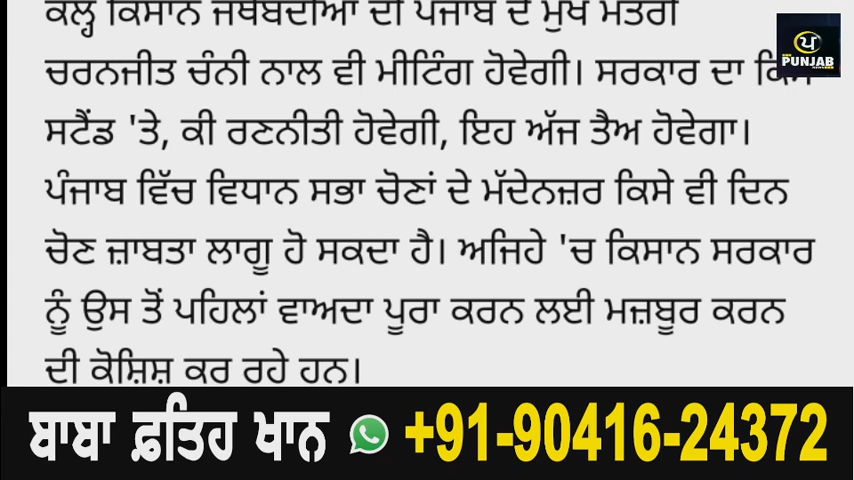 ਕਲ੍ਹ ਕਿਸਾਨ ਜਥੇਬੰਦੀਆਂ ਦੀ ਪੰਜਾਬ ਦੇ ਮੁੱਖ ਮੰਤਰੀ
ਚਰਨਜੀਤ ਚੰਨੀ ਨਾਲ ਵੀ ਮੀਟਿੰਗ ਹੋਵੇਗੀ। ਸਰਕਾਰ ਦਾ
ਸਟੈਂਡ 'ਤੇ, ਕੀ ਰਣਨੀਤੀ ਹੋਵੇਗੀ, ਇਹ ਅੱਜ ਤੈਅ ਹੋਵੇਗਾ।
ਪੰਜਾਬ ਵਿੱਚ ਵਿਧਾਨ ਸਭਾ ਚੋਣਾਂ ਦੇ ਮੱਦੇਨਜ਼ਰ ਕਿਸੇ ਵੀ ਦਿਨ
ਚੋਣ ਜ਼ਾਬਤਾ ਲਾਗੂ ਹੋ ਸਕਦਾ ਹੈ। ਅਜਿਹੇ 'ਚ ਕਿਸਾਨ ਸਰਕਾਰ
ਨੂੰ ਉਸ ਤੋਂ ਪਹਿਲਾਂ ਵਾਅਦਾ ਪੂਰਾ ਕਰਨ ਲਈ ਮਜ਼ਬੂਰ ਕਰਨ
ਦੀ ਕੋਸ਼ਿਸ਼ ਕਰ ਰਹੇ ਹਨ।
ਪ
PUNJAB
ਬਾਬਾ ਫ਼ਤਿਹ ਖਾਨ +91-90416-24372